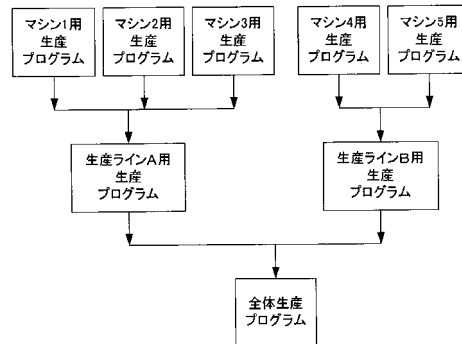 マシン1用
生産
プログラム
マシン2用
生産
プログラム
マシン3用
生産
プログラム
マシン4用
生産
プログラム
マシン5用
生産
プログラム
生産ラインA用
生産
プログラム
生産ラインB用
生産
プログラム
全体生産
プログラム